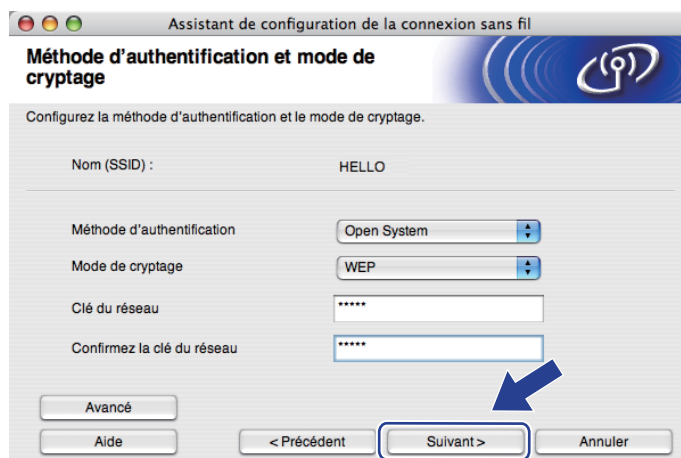 Assistant de configuration de la connexion sans fil
Méthode d'authentification et mode de
cryptage
Configurez la méthode d'authentification et le mode de cryptage.
Nom (SSID) : HELLO
Méthode d'authentification Open System
Mode de cryptage WEP
Clé du réseau *****
Confirmez la clé du réseau *****
Avancé
Aide < Précédent Suivant > Annuler